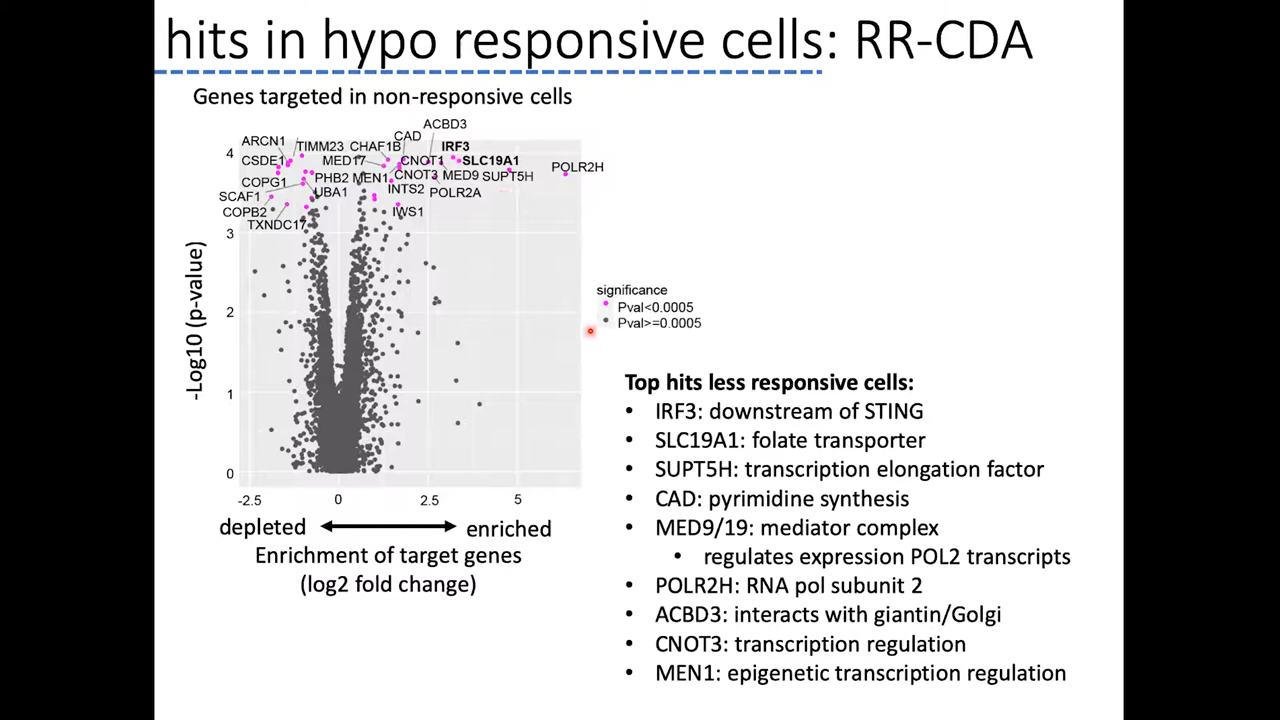 hits in hypo responsive cells: RR-CDA
Genes targeted in non-responsive cells
ACBD3
CAD
ARCN1
TIMM23
CHAF1B
IRF3
CSDE1
MED17
CNOT1
SLC19A1
POLR2H
COPG1
PHB2
MEN1
CNOT3
MED9
SUPT5H
SCAF1
UBA1
INTS2
POLR2A
COPB2
IWS1
TXNDC17
-Log10 (p-value)
4
3
2
1
0
-2.5
0
2.5
5
depleted
enriched
Enrichment of target genes
(log2 fold change)
significance
Pval<0.0005
Pval>=0.0005
Top hits less responsive cells:
• IRF3: downstream of STING
• SLC19A1: folate transporter
• SUPT5H: transcription elongation factor
• CAD: pyrimidine synthesis
• MED9/19: mediator complex
• regulates expression POL2 transcripts
• POLR2H: RNA pol subunit 2
• ACBD3: interacts with giantin/Golgi
• CNOT3: transcription regulation
• MEN1: epigenetic transcription regulation